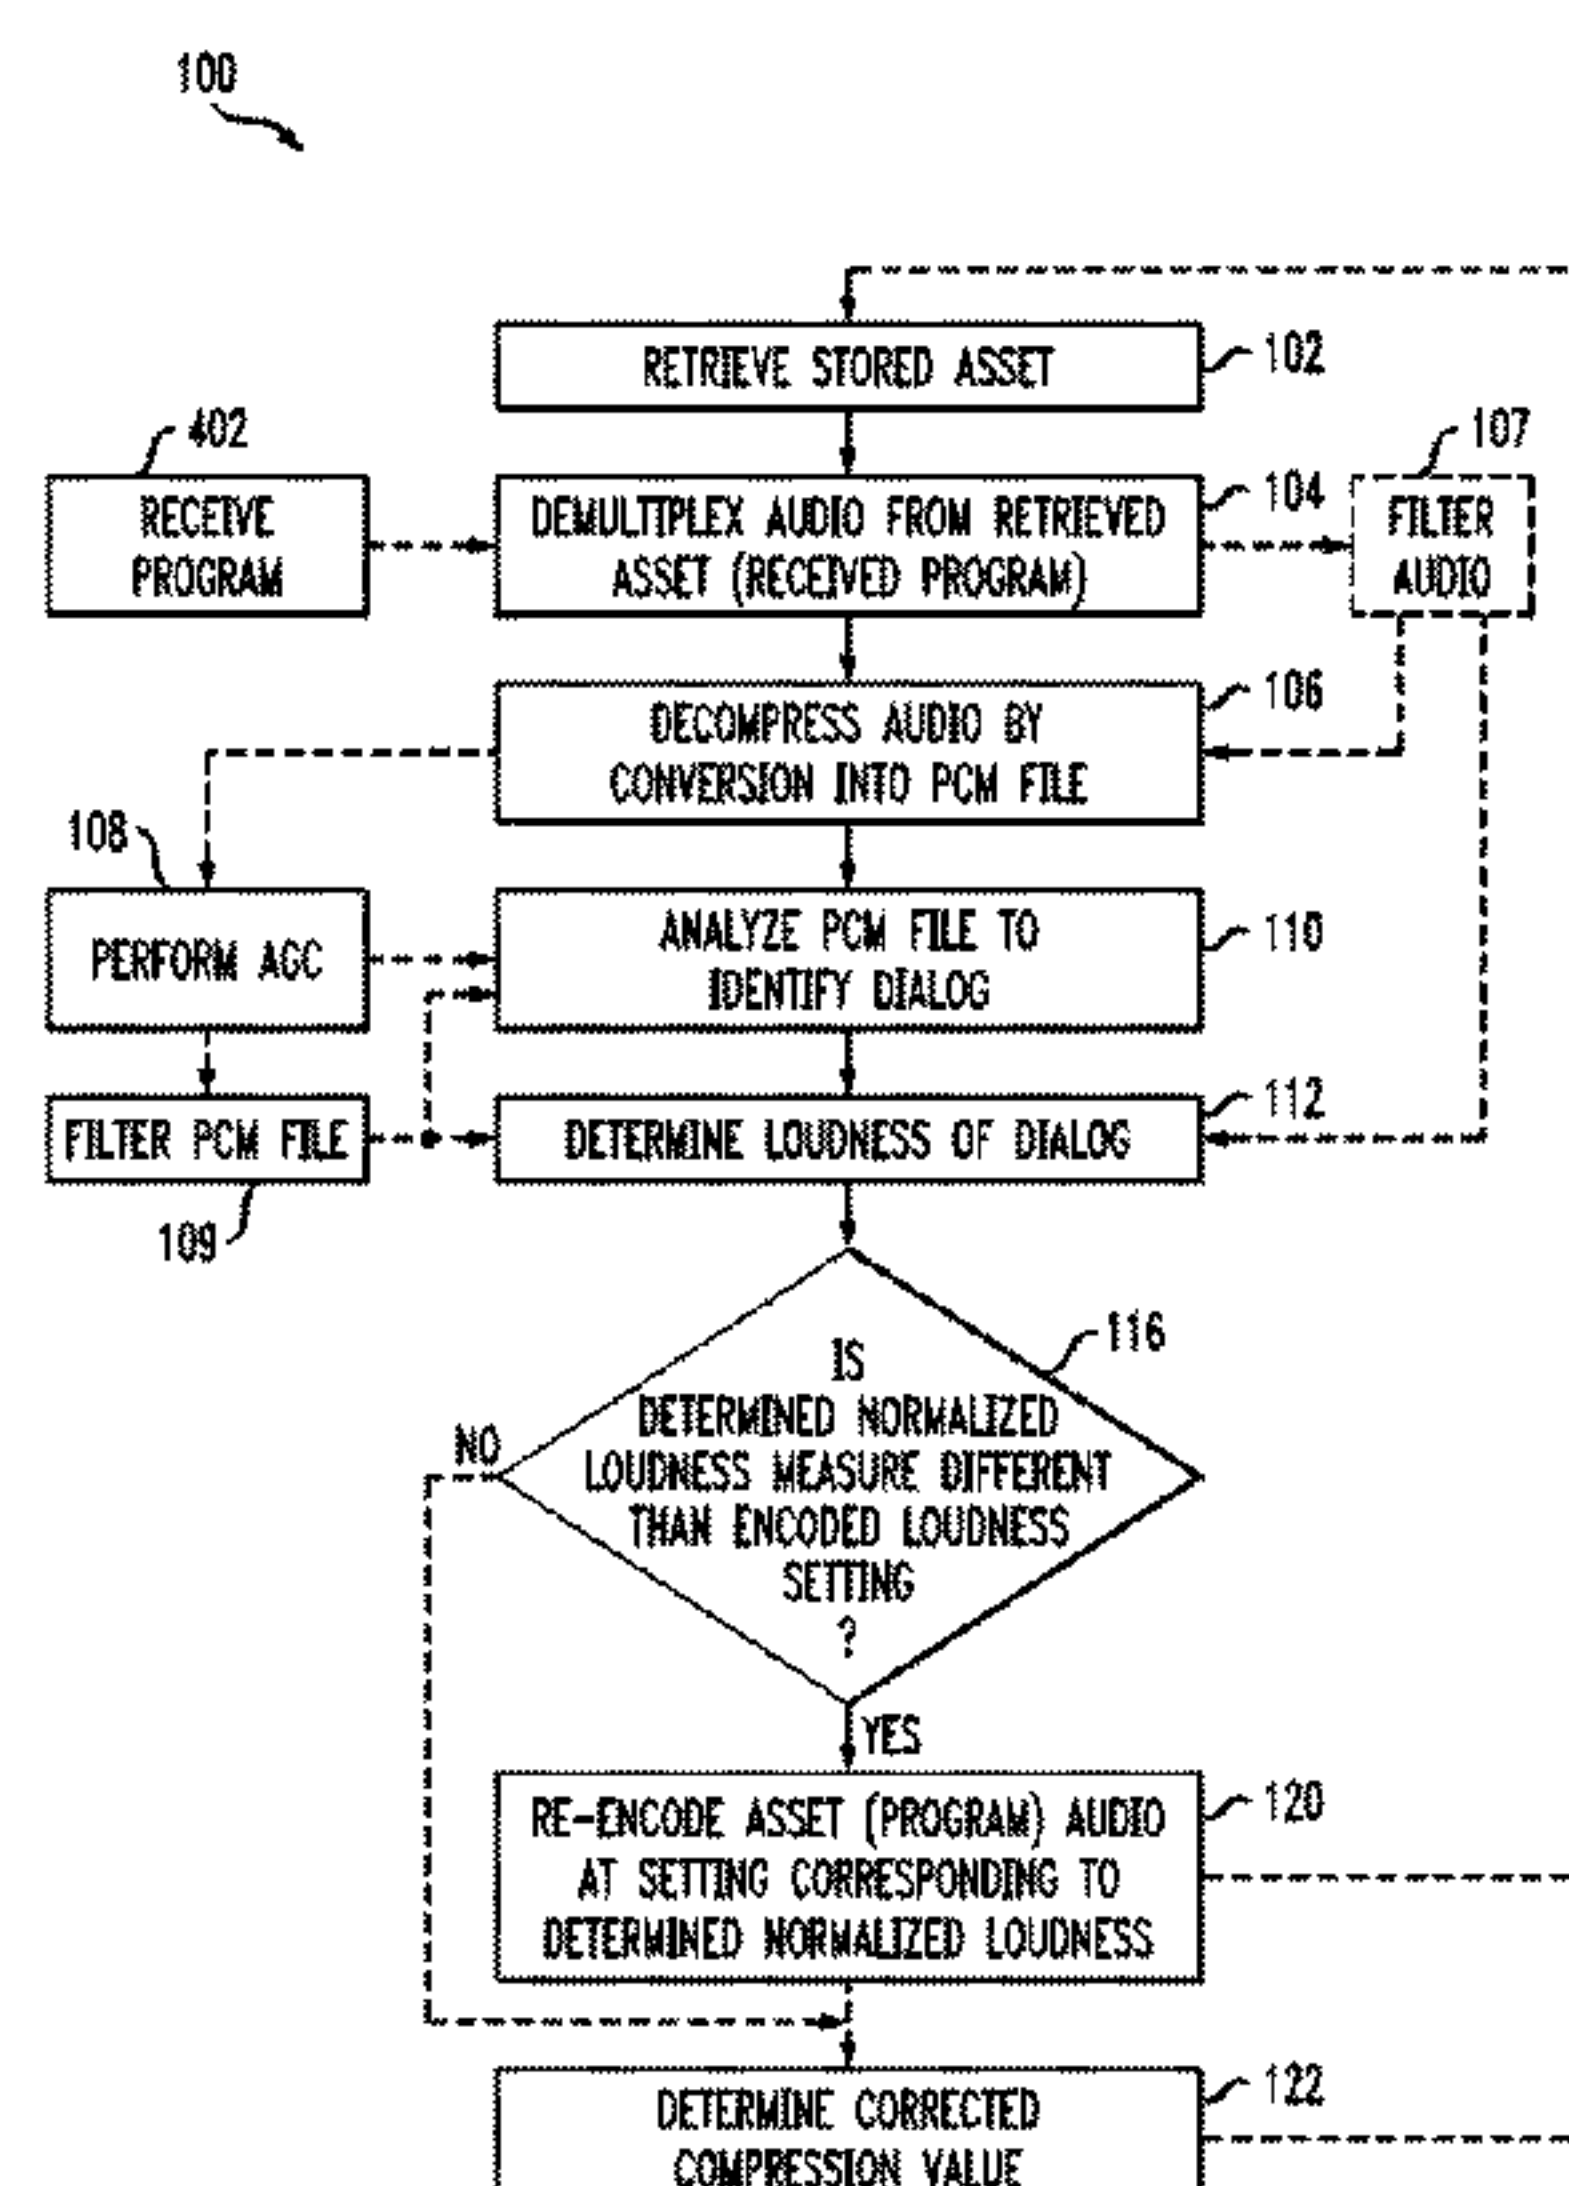 100
RETRIEVE STORED ASSET
102
402
107
RECEIVE
PROGRAM
DEMULTIPLEX AUDIO FROM RETRIEVED
ASSET (RECEIVED PROGRAM)
104
FILTER
AUDIO
DECOMPRESS AUDIO BY
CONVERSION INTO PCM FILE
106
108
PERFORM AGC
ANALYZE PCM FILE TO
IDENTIFY DIALOG
110
FILTER PCM FILE
DETERMINE LOUDNESS OF DIALOG
112
109
IS
DETERMINED NORMALIZED
LOUDNESS MEASURE DIFFERENT
THAN ENCODED LOUDNESS
SETTING
?
116
NO
YES
RE-ENCODE ASSET (PROGRAM) AUDIO
AT SETTING CORRESPONDING TO
DETERMINED NORMALIZED LOUDNESS
120
DETERMINE CORRECTED
COMPRESSION VALUE
122